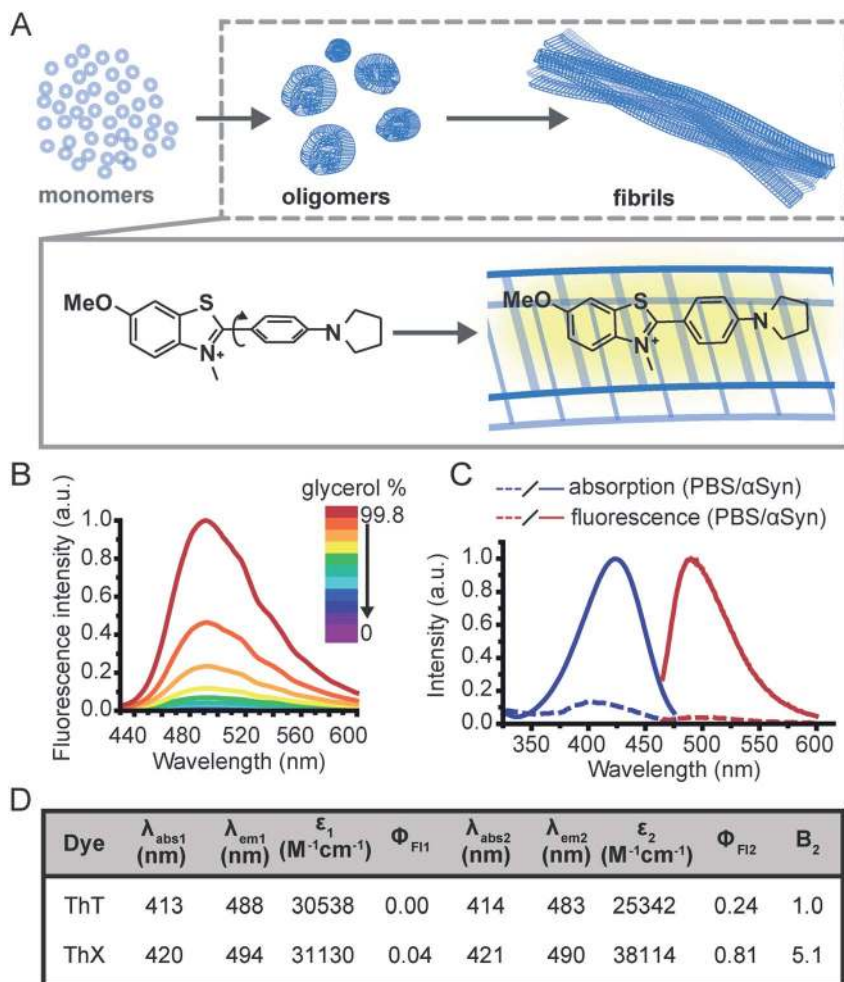 A
monomers
oligomers
fibrils
MeO
S
N
+
N
MeO
S
N
+
N
B
glycerol %
99.8
0
Fluorescence intensity (a.u.)
1.0
0.8
0.6
0.4
0.2
0.0
440 480 520 560 600
Wavelength (nm)
C
absorption (PBS/αSyn)
fluorescence (PBS/αSyn)
Intensity (a.u.)
1.0
0.8
0.6
0.4
0.2
0.0
350 400 450 500 550 600
Wavelength (nm)
D
Dye λabs1 (nm) λem1 (nm) ε1 (M⁻¹cm⁻¹) ΦFl1 λabs2 (nm) λem2 (nm) ε2 (M⁻¹cm⁻¹) ΦFl2 B2
ThT 413 488 30538 0.00 414 483 25342 0.24 1.0
ThX 420 494 31130 0.04 421 490 38114 0.81 5.1